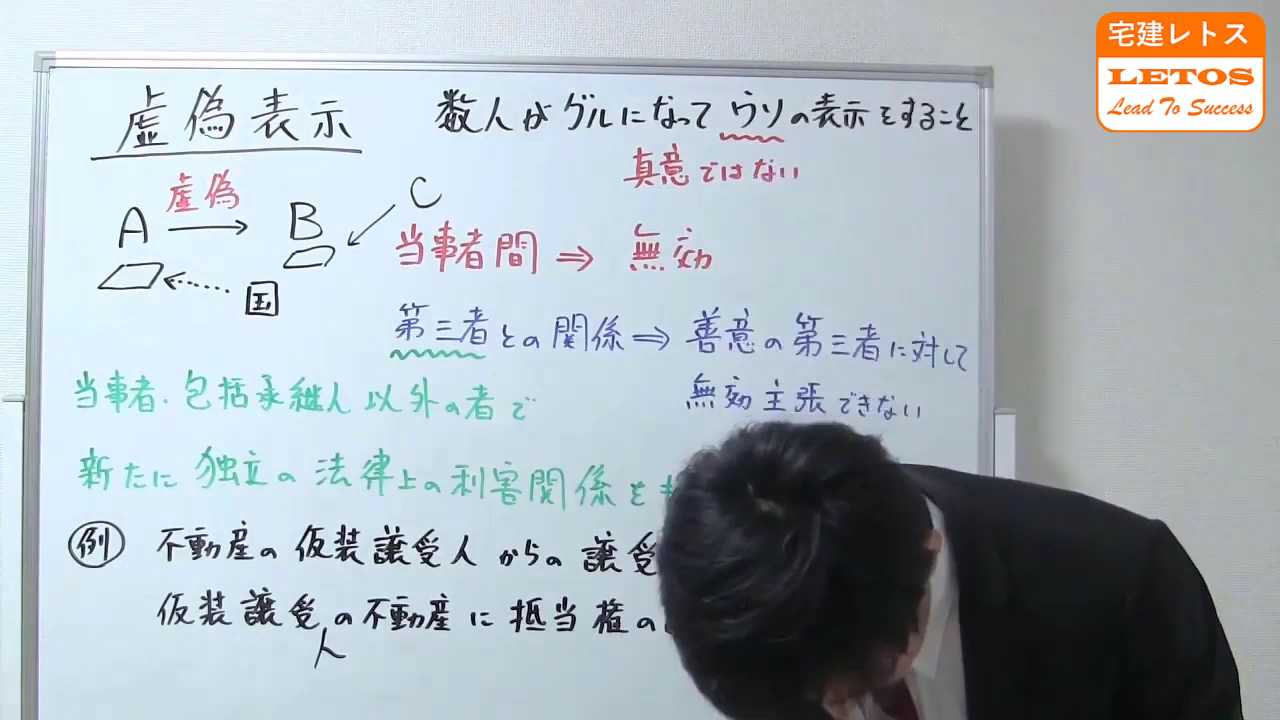 宅建レトス
LETOS
Lead To Success
虚偽表示
数人がグルになってウソの表示をすること
真意ではない
虚偽
A
B
C
国
当事者間⇒無効
第三者との関係⇒善意の第三者に対して
無効主張できない
当事者・包括承継人以外の者で
新たに独立の法律上の利害関係を
例 不動産の仮装譲受人からの譲受
仮装譲受人の不動産に抵当権の